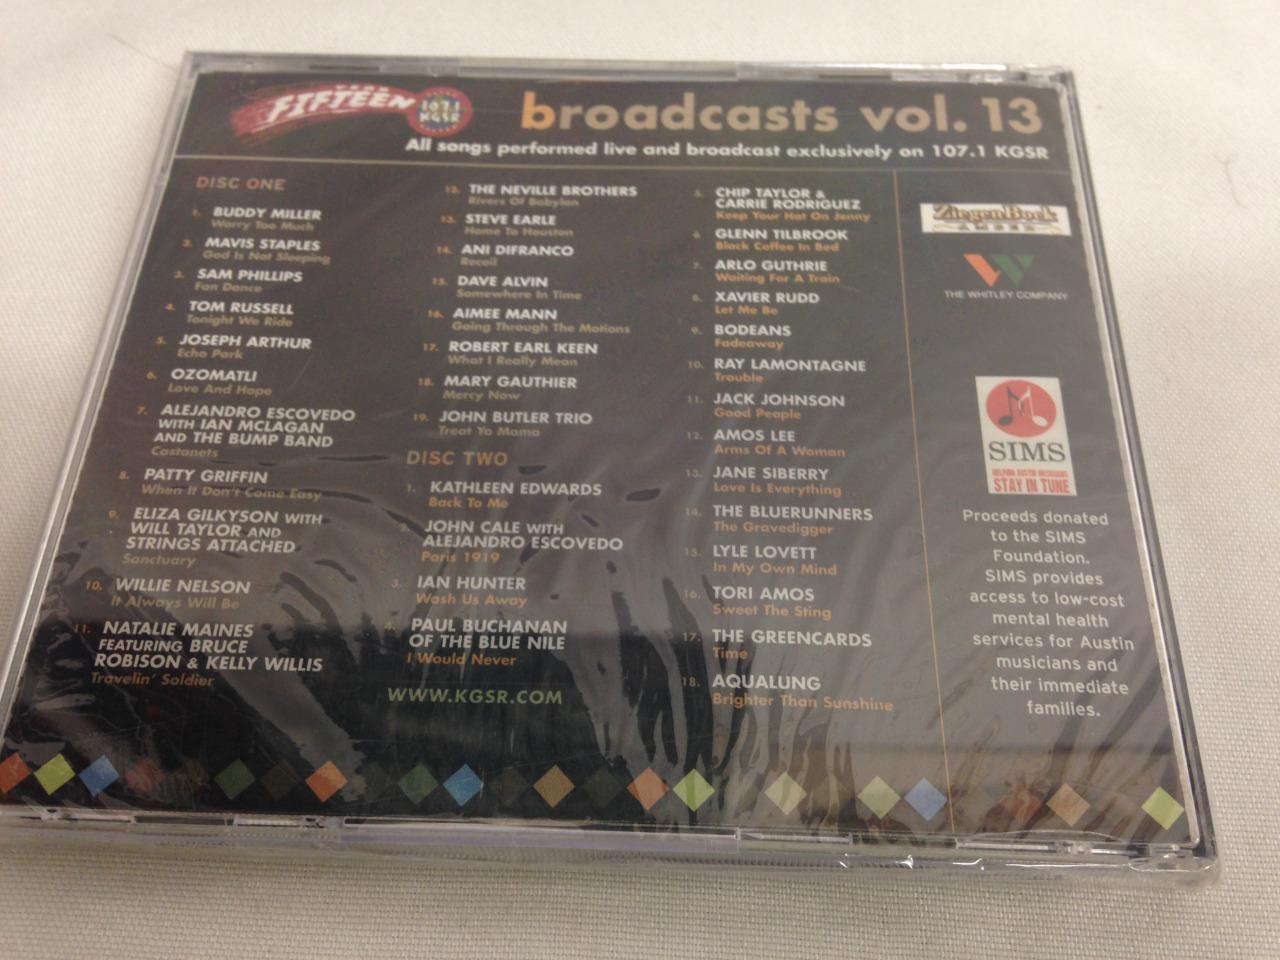 YEAR
FIFTEEN
107.1
KGSR
broadcasts vol. 13
All songs performed live and broadcast exclusively on 107.1 KGSR
DISC ONE
1. BUDDY MILLER
Worry Too Much
2. MAVIS STAPLES
God Is Not Sleeping
3. SAM PHILLIPS
Fan Dance
4. TOM RUSSELL
Tonight We Ride
5. JOSEPH ARTHUR
Echo Park
6. OZOMATLI
Love And Hope
7. ALEJANDRO ESCOVEDO
WITH IAN MCLAGAN
AND THE BUMP BAND
Castanets
8. PATTY GRIFFIN
When It Don't Come Easy
9. ELIZA GILKYSON WITH
WILL TAYLOR AND
STRINGS ATTACHED
Sanctuary
10. WILLIE NELSON
It Always Will Be
11. NATALIE MAINES
FEATURING BRUCE
ROBISON & KELLY WILLIS
Travelin' Soldier
12. THE NEVILLE BROTHERS
Rivers Of Babylon
13. STEVE EARLE
Home To Houston
14. ANI DIFRANCO
Recoil
15. DAVE ALVIN
Somewhere In Time
16. AIMEE MANN
Going Through The Motions
17. ROBERT EARL KEEN
What I Really Mean
18. MARY GAUTHIER
Mercy Now
19. JOHN BUTLER TRIO
Treat Yo Mama
DISC TWO
1. KATHLEEN EDWARDS
Back To Me
2. JOHN CALE WITH
ALEJANDRO ESCOVEDO
Paris 1919
3. IAN HUNTER
Wash Us Away
4. PAUL BUCHANAN
OF THE BLUE NILE
I Would Never
WWW.KGSR.COM
5. CHIP TAYLOR &
CARRIE RODRIGUEZ
Keep Your Hat On Jenny
6. GLENN TILBROOK
Black Coffee In Bed
7. ARLO GUTHRIE
Waiting For A Train
8. XAVIER RUDD
Let Me Be
9. BODEANS
Fadeaway
10. RAY LAMONTAGNE
Trouble
11. JACK JOHNSON
Good People
12. AMOS LEE
Arms Of A Woman
13. JANE SIBERRY
Love Is Everything
14. THE BLUERUNNERS
The Gravedigger
15. LYLE LOVETT
In My Own Mind
16. TORI AMOS
Sweet The Sting
17. THE GREENCARDS
Time
18. AQUALUNG
Brighter Than Sunshine
ZiegenBock
AMBER
THE WHITLEY COMPANY
SIMS
HELPING AUSTIN MUSICIANS
STAY IN TUNE
Proceeds donated
to the SIMS
Foundation.
SIMS provides
access to low-cost
mental health
services for Austin
musicians and
their immediate
families.